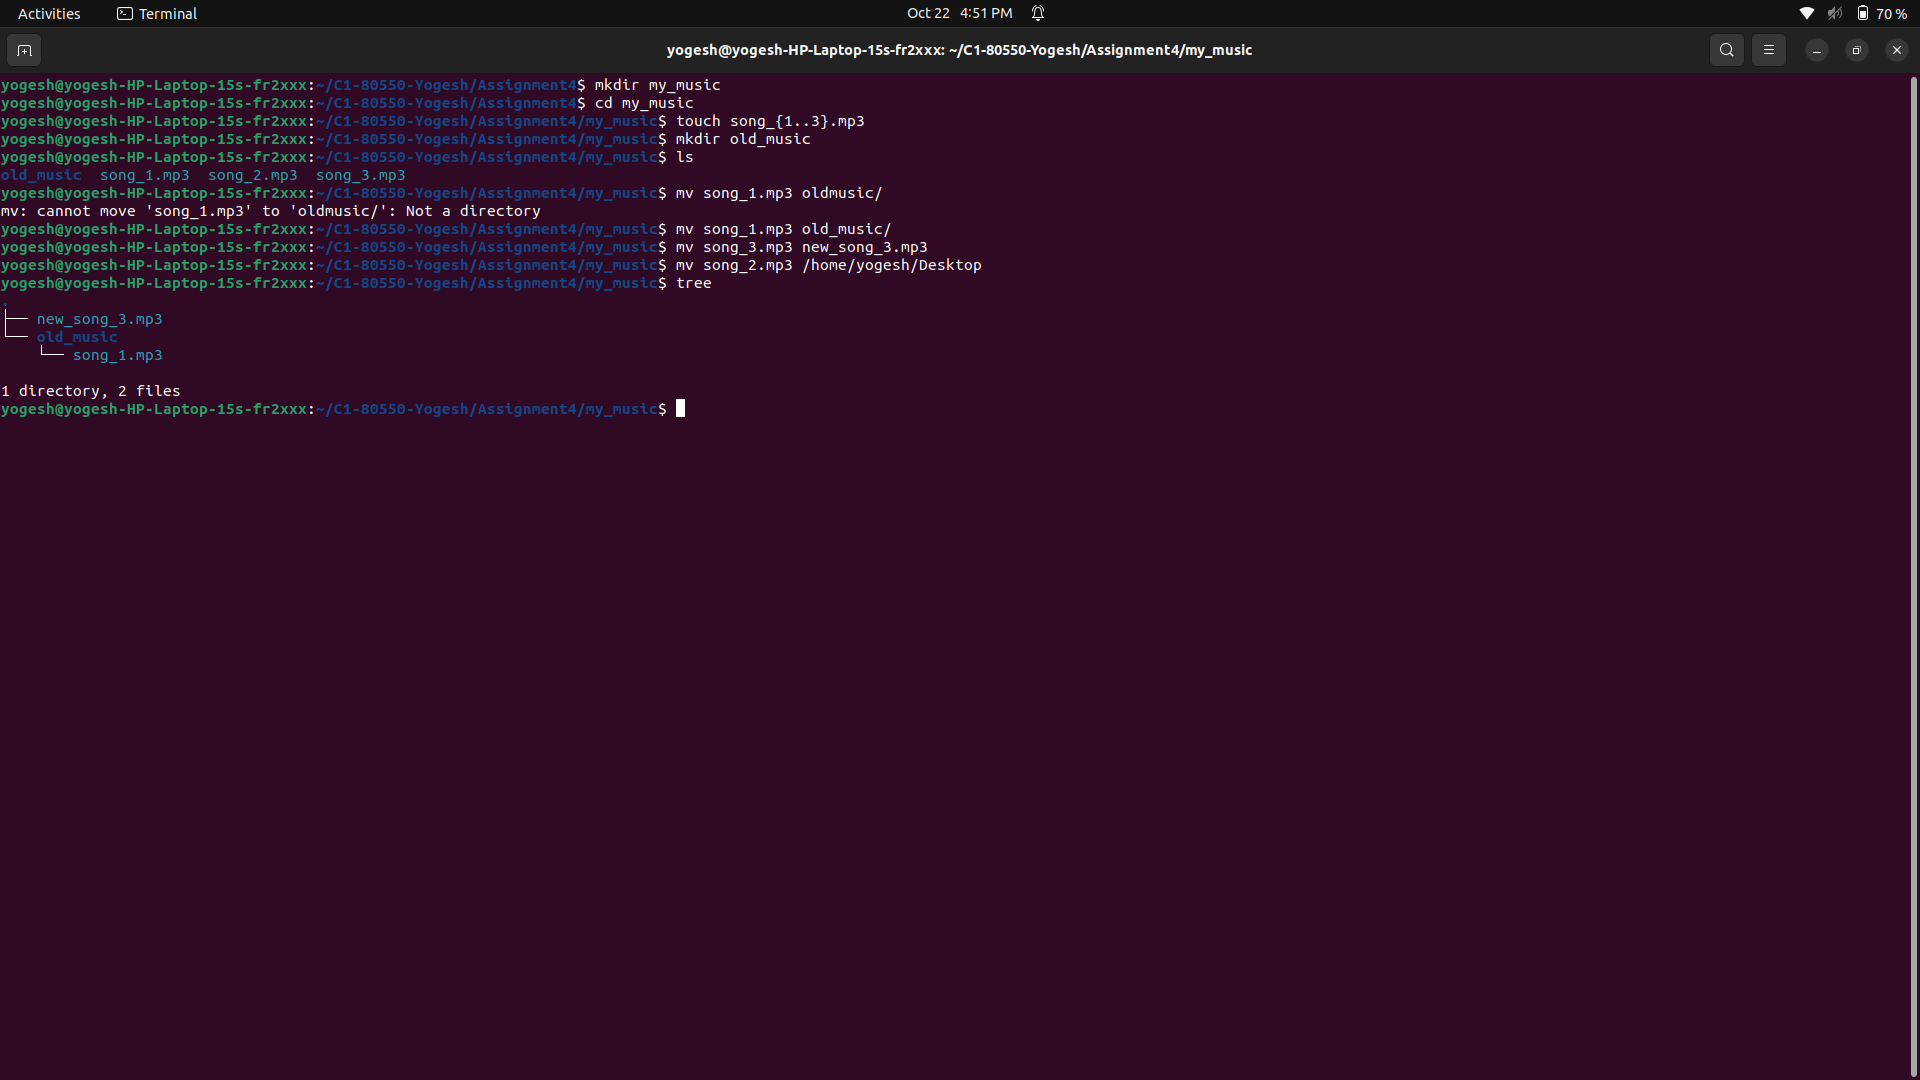 Activities Terminal Oct 22 4:51 PM 70 %
yogesh@yogesh-HP-Laptop-15s-fr2xxx: ~/C1-80550-Yogesh/Assignment4/my_music
yogesh@yogesh-HP-Laptop-15s-fr2xxx:~/C1-80550-Yogesh/Assignment4$ mkdir my_music
yogesh@yogesh-HP-Laptop-15s-fr2xxx:~/C1-80550-Yogesh/Assignment4$ cd my_music
yogesh@yogesh-HP-Laptop-15s-fr2xxx:~/C1-80550-Yogesh/Assignment4/my_music$ touch song_{1..3}.mp3
yogesh@yogesh-HP-Laptop-15s-fr2xxx:~/C1-80550-Yogesh/Assignment4/my_music$ mkdir old_music
yogesh@yogesh-HP-Laptop-15s-fr2xxx:~/C1-80550-Yogesh/Assignment4/my_music$ ls
old_music  song_1.mp3  song_2.mp3  song_3.mp3
yogesh@yogesh-HP-Laptop-15s-fr2xxx:~/C1-80550-Yogesh/Assignment4/my_music$ mv song_1.mp3 oldmusic/
mv: cannot move 'song_1.mp3' to 'oldmusic/': Not a directory
yogesh@yogesh-HP-Laptop-15s-fr2xxx:~/C1-80550-Yogesh/Assignment4/my_music$ mv song_1.mp3 old_music/
yogesh@yogesh-HP-Laptop-15s-fr2xxx:~/C1-80550-Yogesh/Assignment4/my_music$ mv song_3.mp3 new_song_3.mp3
yogesh@yogesh-HP-Laptop-15s-fr2xxx:~/C1-80550-Yogesh/Assignment4/my_music$ mv song_2.mp3 /home/yogesh/Desktop
yogesh@yogesh-HP-Laptop-15s-fr2xxx:~/C1-80550-Yogesh/Assignment4/my_music$ tree
.
├── new_song_3.mp3
└── old_music
    └── song_1.mp3

1 directory, 2 files
yogesh@yogesh-HP-Laptop-15s-fr2xxx:~/C1-80550-Yogesh/Assignment4/my_music$